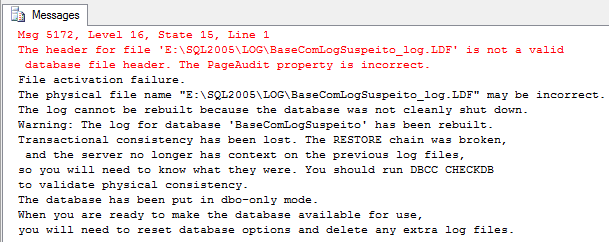 Messages
Msg 5172, Level 16, State 15, Line 1
The header for file 'E:\SQL2005\LOG\BaseComLogSuspeito_log.LDF' is not a valid
database file header. The PageAudit property is incorrect.
File activation failure.
The physical file name "E:\SQL2005\LOG\BaseComLogSuspeito_log.LDF" may be incorrect.
The log cannot be rebuilt because the database was not cleanly shut down.
Warning: The log for database 'BaseComLogSuspeito' has been rebuilt.
Transactional consistency has been lost. The RESTORE chain was broken,
and the server no longer has context on the previous log files,
so you will need to know what they were. You should run DBCC CHECKDB
to validate physical consistency.
The database has been put in dbo-only mode.
When you are ready to make the database available for use,
you will need to reset database options and delete any extra log files.